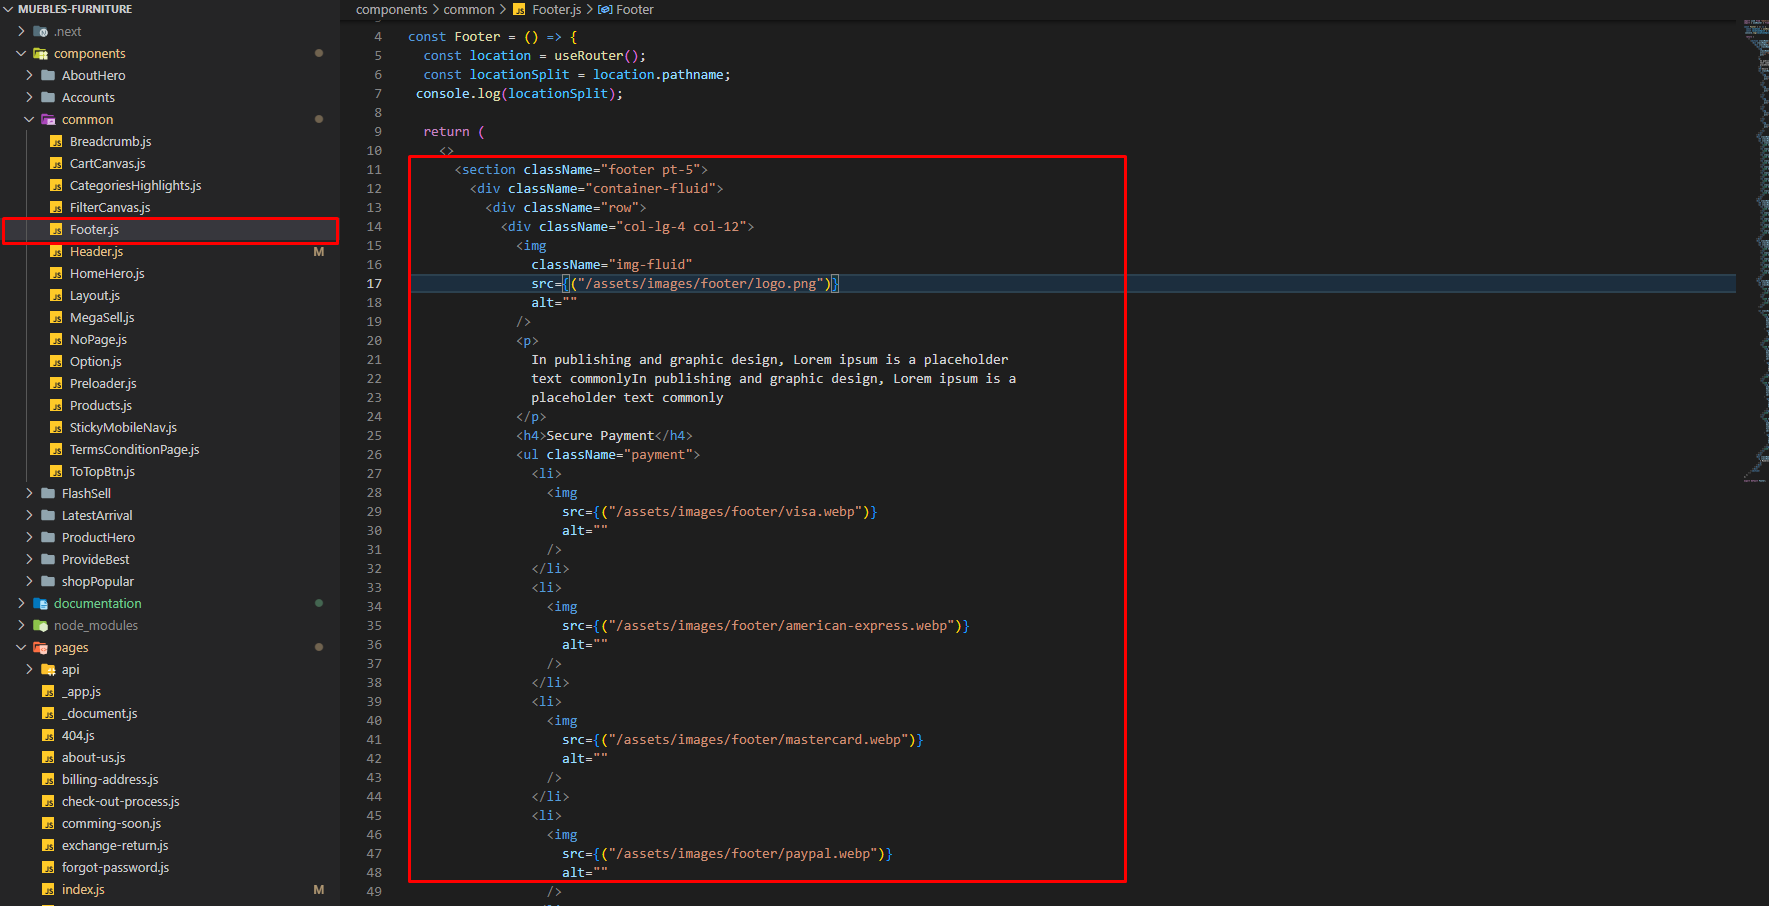 MUEBLES-FURNITURE
.next
components
AboutHero
Accounts
common
Breadcrumb.js
CartCanvas.js
CategoriesHighlights.js
FilterCanvas.js
Footer.js
Header.js M
HomeHero.js
Layout.js
MegaSell.js
NoPage.js
Option.js
Preloader.js
Products.js
StickyMobileNav.js
TermsConditionPage.js
ToTopBtn.js
FlashSell
LatestArrival
ProductHero
ProvideBest
shopPopular
documentation
node_modules
pages
api
_app.js
_document.js
404.js
about-us.js
billing-address.js
check-out-process.js
comming-soon.js
exchange-return.js
forgot-password.js
index.js M
components > common > JS Footer.js > Footer
4 const Footer = () => {
5 const location = useRouter();
6 const locationSplit = location.pathname;
7 console.log(locationSplit);
8
9 return (
10 <>
11 <section className="footer pt-5">
12 <div className="container-fluid">
13 <div className="row">
14 <div className="col-lg-4 col-12">
15 <img
16 className="img-fluid"
17 src={("/assets/images/footer/logo.png")}
18 alt=""
19 />
20 <p>
21 In publishing and graphic design, Lorem ipsum is a placeholder
22 text commonlyIn publishing and graphic design, Lorem ipsum is a
23 placeholder text commonly
24 </p>
25 <h4>Secure Payment</h4>
26 <ul className="payment">
27 <li>
28 <img
29 src={("/assets/images/footer/visa.webp")}
30 alt=""
31 />
32 </li>
33 <li>
34 <img
35 src={("/assets/images/footer/american-express.webp")}
36 alt=""
37 />
38 </li>
39 <li>
40 <img
41 src={("/assets/images/footer/mastercard.webp")}
42 alt=""
43 />
44 </li>
45 <li>
46 <img
47 src={("/assets/images/footer/paypal.webp")}
48 alt=""
49 />